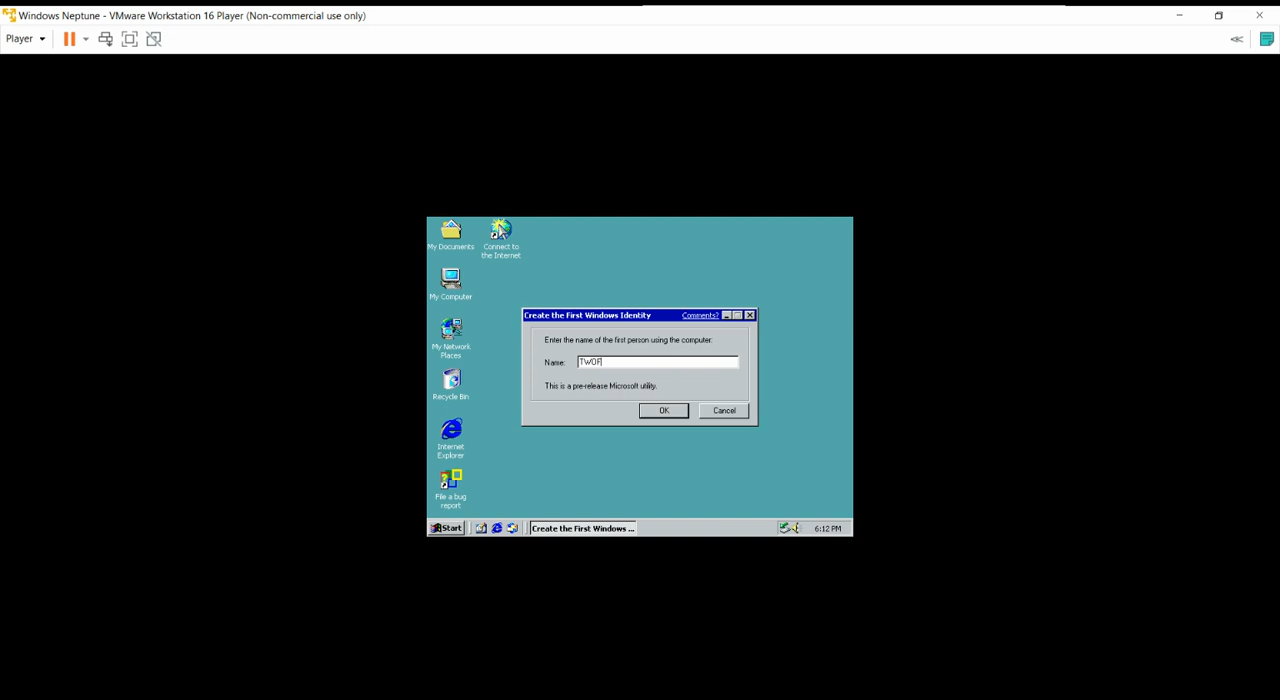 Windows Neptune - VMware Workstation 16 Player (Non-commercial use only)
Player
My Documents
Connect to
the Internet
My Computer
My Network
Places
Recycle Bin
Internet
Explorer
File a bug
report
Create the First Windows Identity
Comments?
Enter the name of the first person using the computer.
Name:
TWOF
This is a pre-release Microsoft utility.
OK
Cancel
Start
Create the First Windows ...
6:12 PM